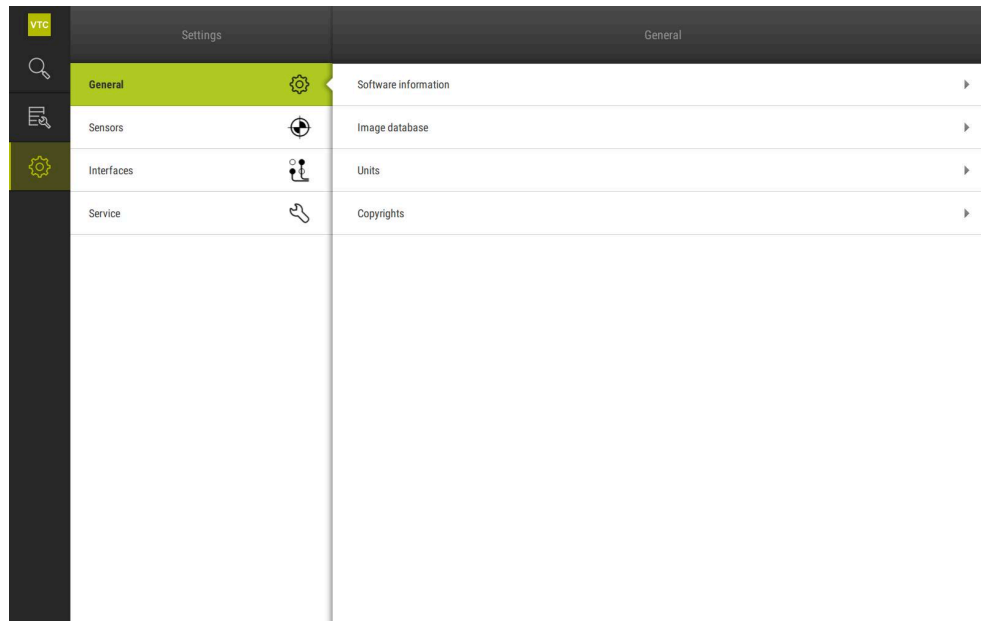 VTC
Settings
General
General
Software information
Sensors
Image database
Interfaces
Units
Service
Copyrights